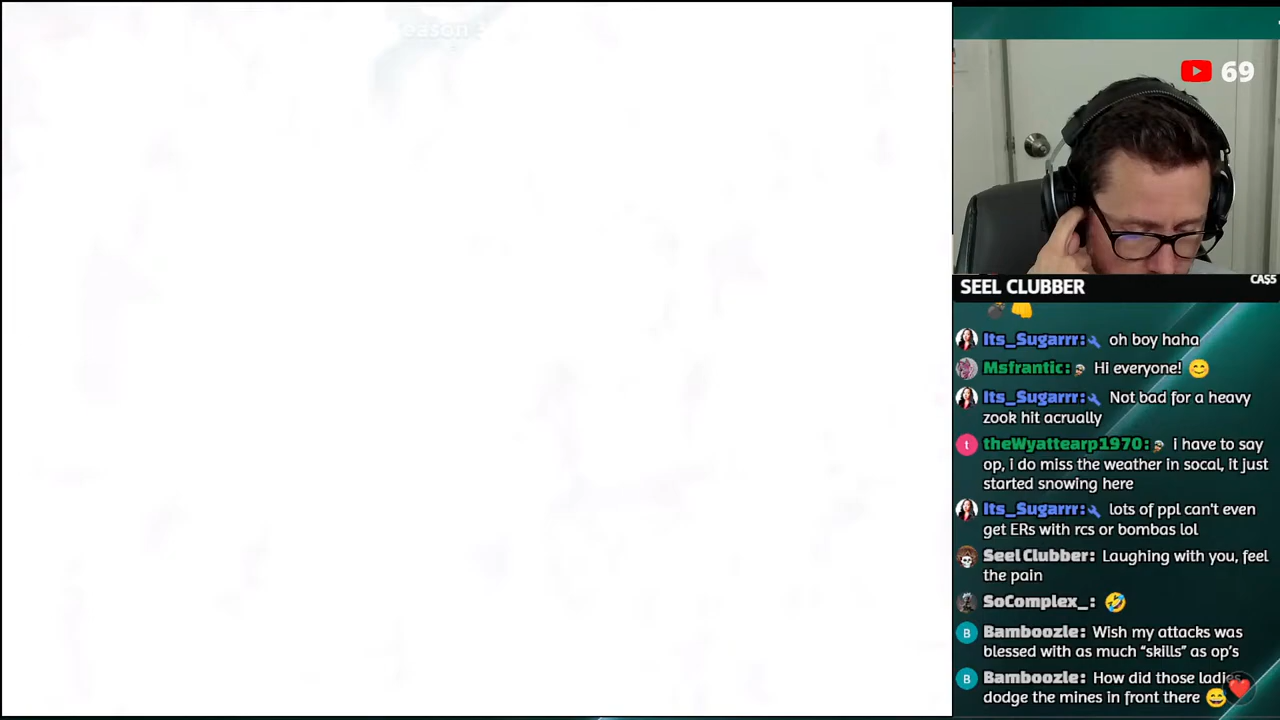 eason
69
CA$5
SEEL CLUBBER
Its_Sugarrr: oh boy haha
Msfrantic: Hi everyone! 😊
Its_Sugarrr: Not bad for a heavy
zook hit acrually
t theWyattearp1970: i have to say
op, i do miss the weather in socal, it just
started snowing here
Its_Sugarrr: lots of ppl can't even
get ERs with rcs or bombas lol
Seel Clubber: Laughing with you, feel
the pain
SoComplex_: 🤣
B Bamboozle: Wish my attacks was
blessed with as much “skills” as op’s
B Bamboozle: How did those ladies
dodge the mines in front there 😅